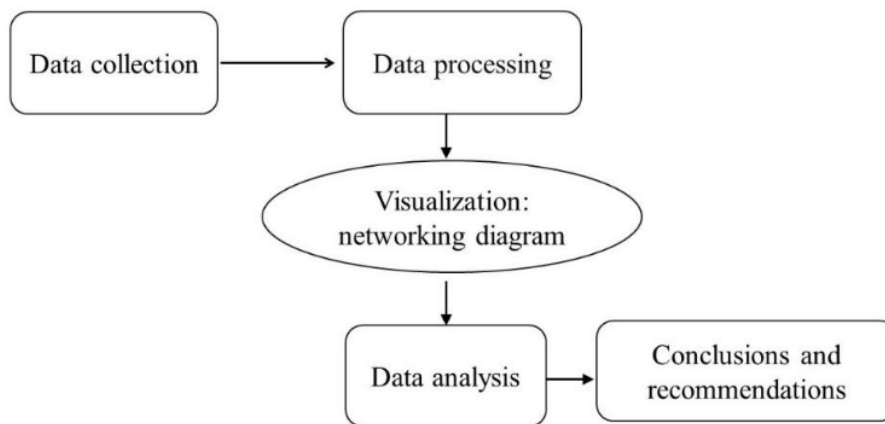 Data collection
Data processing
Visualization:
networking diagram
Data analysis
Conclusions and
recommendations